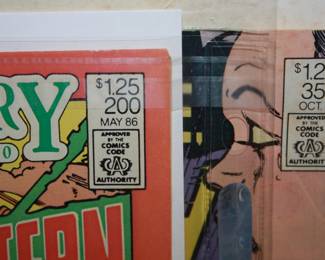 $1.25
200
MAY 86
APPROVED
BY THE
COMICS
CODE
CA
AUTHORITY
$1.2
35
OCT
APPROVED
BY THE
COMICS
CODE
CA
AUTHORITY
RY